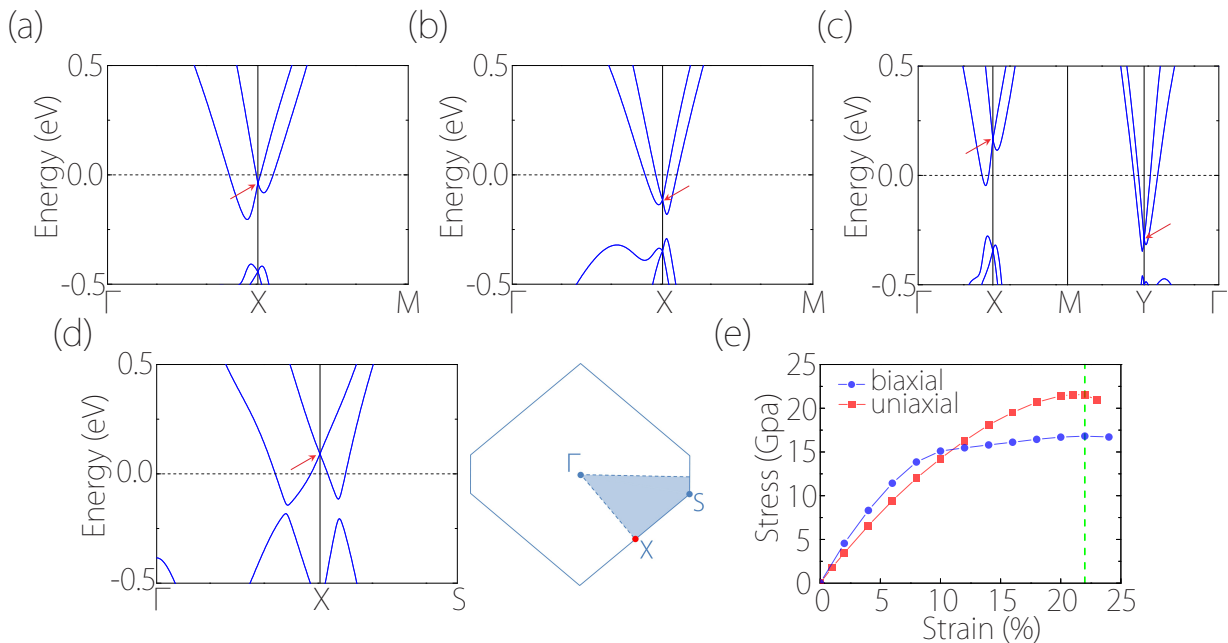 (a)
0.5
0.0
-0.5
Energy (eV)
Γ X M
(b)
0.5
0.0
-0.5
Energy (eV)
Γ X M
(c)
0.5
0.0
-0.5
Energy (eV)
Γ X M Y Γ
(d)
0.5
0.0
-0.5
Energy (eV)
Γ X S
Γ
S
X
(e)
25
20
15
10
5
0
Stress (Gpa)
biaxial
uniaxial
0 5 10 15 20 25
Strain (%)